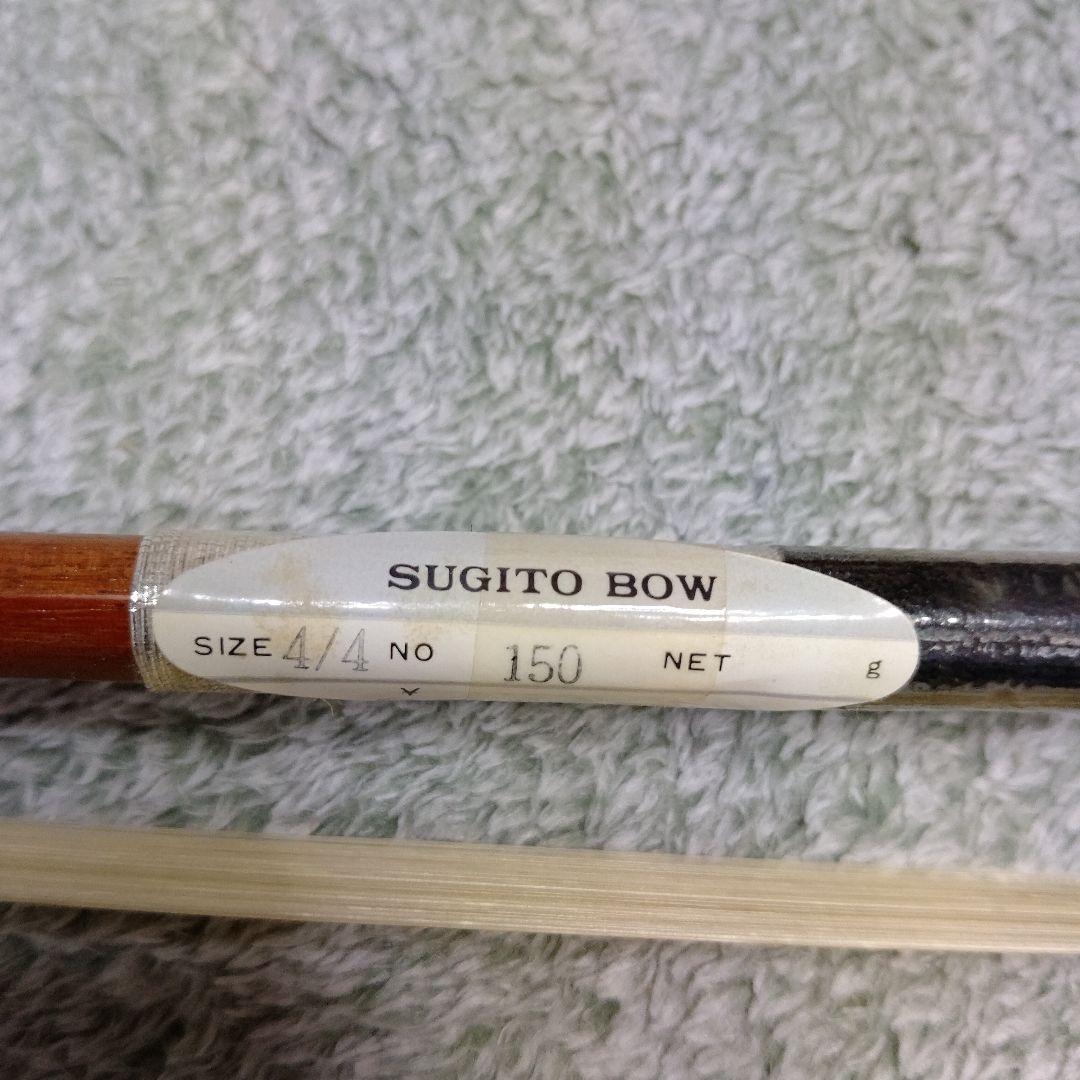 SUGITO BOW
SIZE 4/4 NO 150 NET g